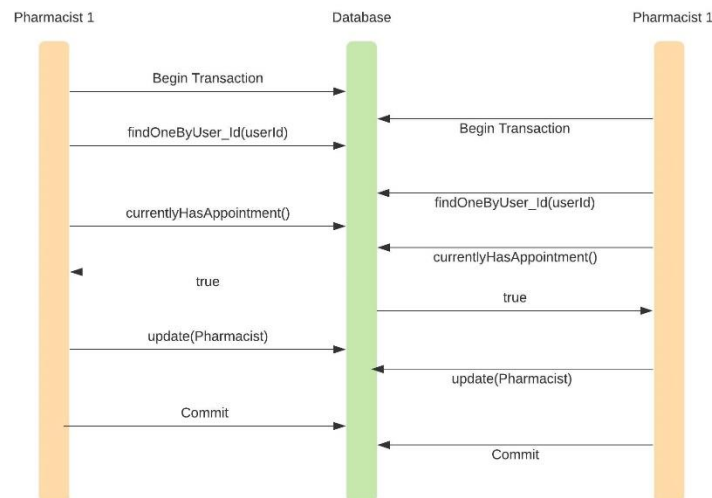 Pharmacist 1
Database
Pharmacist 1
Begin Transaction
Begin Transaction
findOneByUser_Id(userId)
findOneByUser_Id(userId)
currentlyHasAppointment()
currentlyHasAppointment()
true
true
update(Pharmacist)
update(Pharmacist)
Commit
Commit